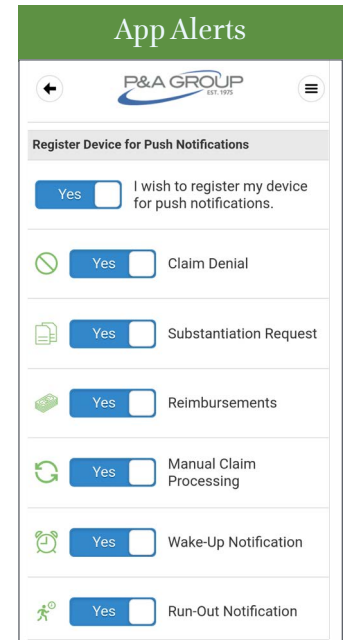 App Alerts
P&A GROUP
EST. 1975
Register Device for Push Notifications
Yes
I wish to register my device
for push notifications.
Yes
Claim Denial
Yes
Substantiation Request
Yes
Reimbursements
Yes
Manual Claim
Processing
Yes
Wake-Up Notification
Yes
Run-Out Notification